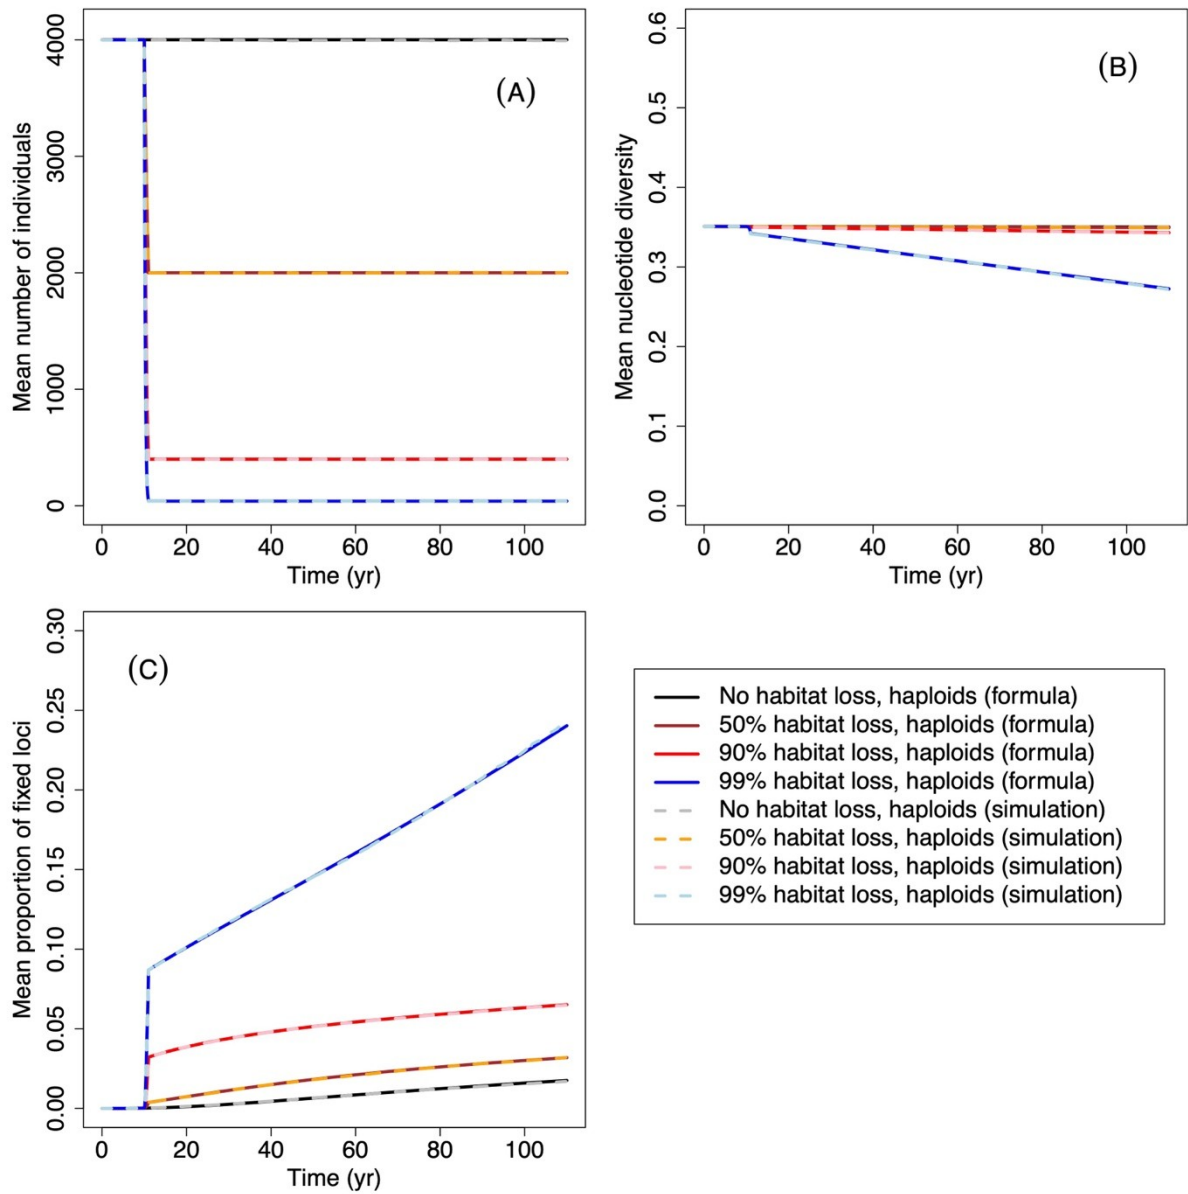 (A)
Mean number of individuals
4000
3000
2000
1000
0
0 20 40 60 80 100
Time (yr)
(B)
Mean nucleotide diversity
0.6
0.5
0.4
0.3
0.2
0.1
0.0
0 20 40 60 80 100
Time (yr)
(C)
Mean proportion of fixed loci
0.30
0.25
0.20
0.15
0.10
0.05
0.00
0 20 40 60 80 100
Time (yr)
No habitat loss, haploids (formula)
50% habitat loss, haploids (formula)
90% habitat loss, haploids (formula)
99% habitat loss, haploids (formula)
No habitat loss, haploids (simulation)
50% habitat loss, haploids (simulation)
90% habitat loss, haploids (simulation)
99% habitat loss, haploids (simulation)